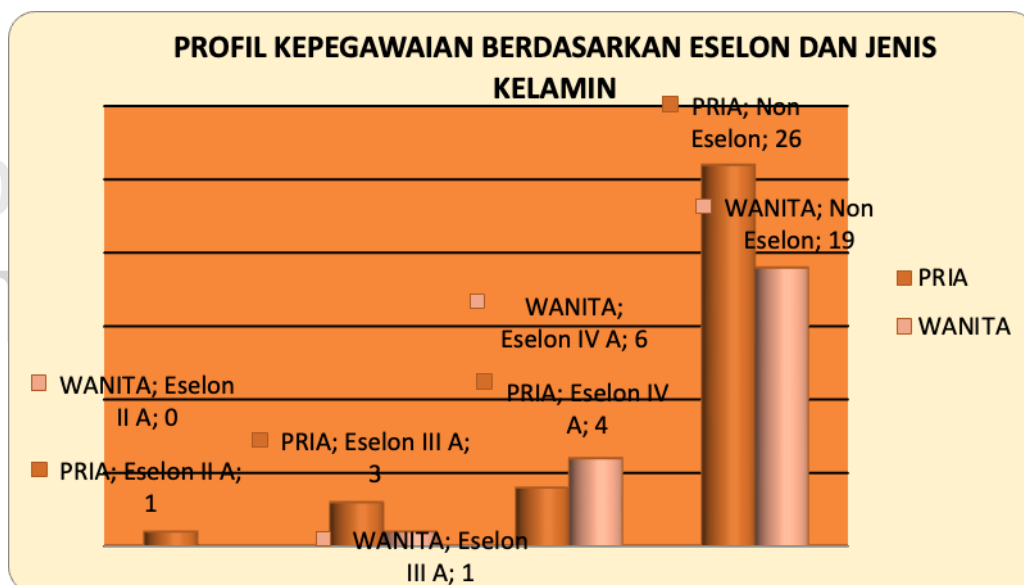 PROFIL KEPEGAWAIAN BERDASARKAN ESELON DAN JENIS
KELAMIN
PRIA; Non
Eselon; 26
WANITA; Non
Eselon; 19
WANITA;
Eselon IV A; 6
PRIA; Eselon IV
A; 4
WANITA; Eselon
II A; 0
PRIA; Eselon III A;
3
PRIA; Eselon II A;
1
WANITA; Eselon
III A; 1
PRIA
WANITA